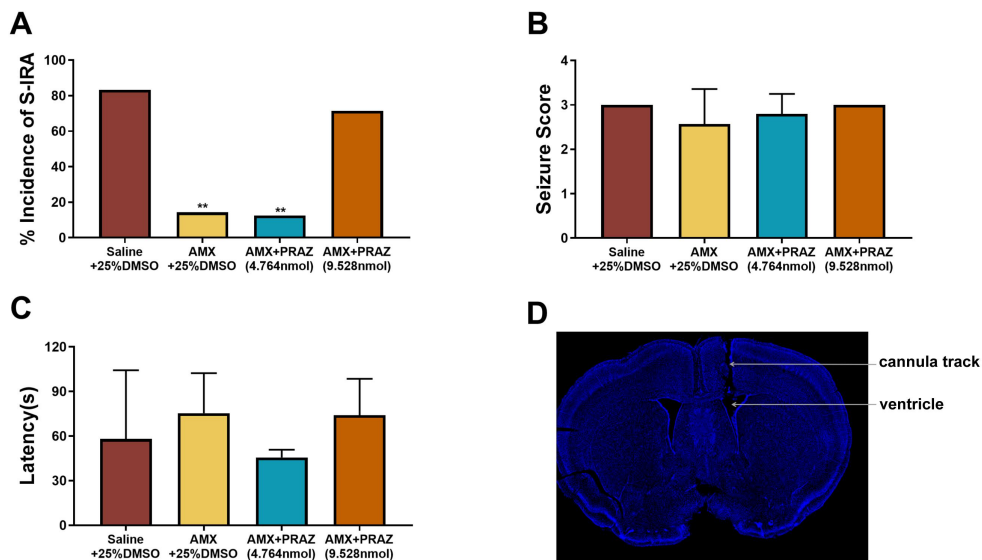 A
% Incidence of S-IRA
100
80
60
40
20
0
**
**
Saline
+25%DMSO
AMX
+25%DMSO
AMX+PRAZ
(4.764nmol)
AMX+PRAZ
(9.528nmol)
B
Seizure Score
4
3
2
1
0
Saline
+25%DMSO
AMX
+25%DMSO
AMX+PRAZ
(4.764nmol)
AMX+PRAZ
(9.528nmol)
C
Latency(s)
120
90
60
30
0
Saline
+25%DMSO
AMX
+25%DMSO
AMX+PRAZ
(4.764nmol)
AMX+PRAZ
(9.528nmol)
D
cannula track
ventricle